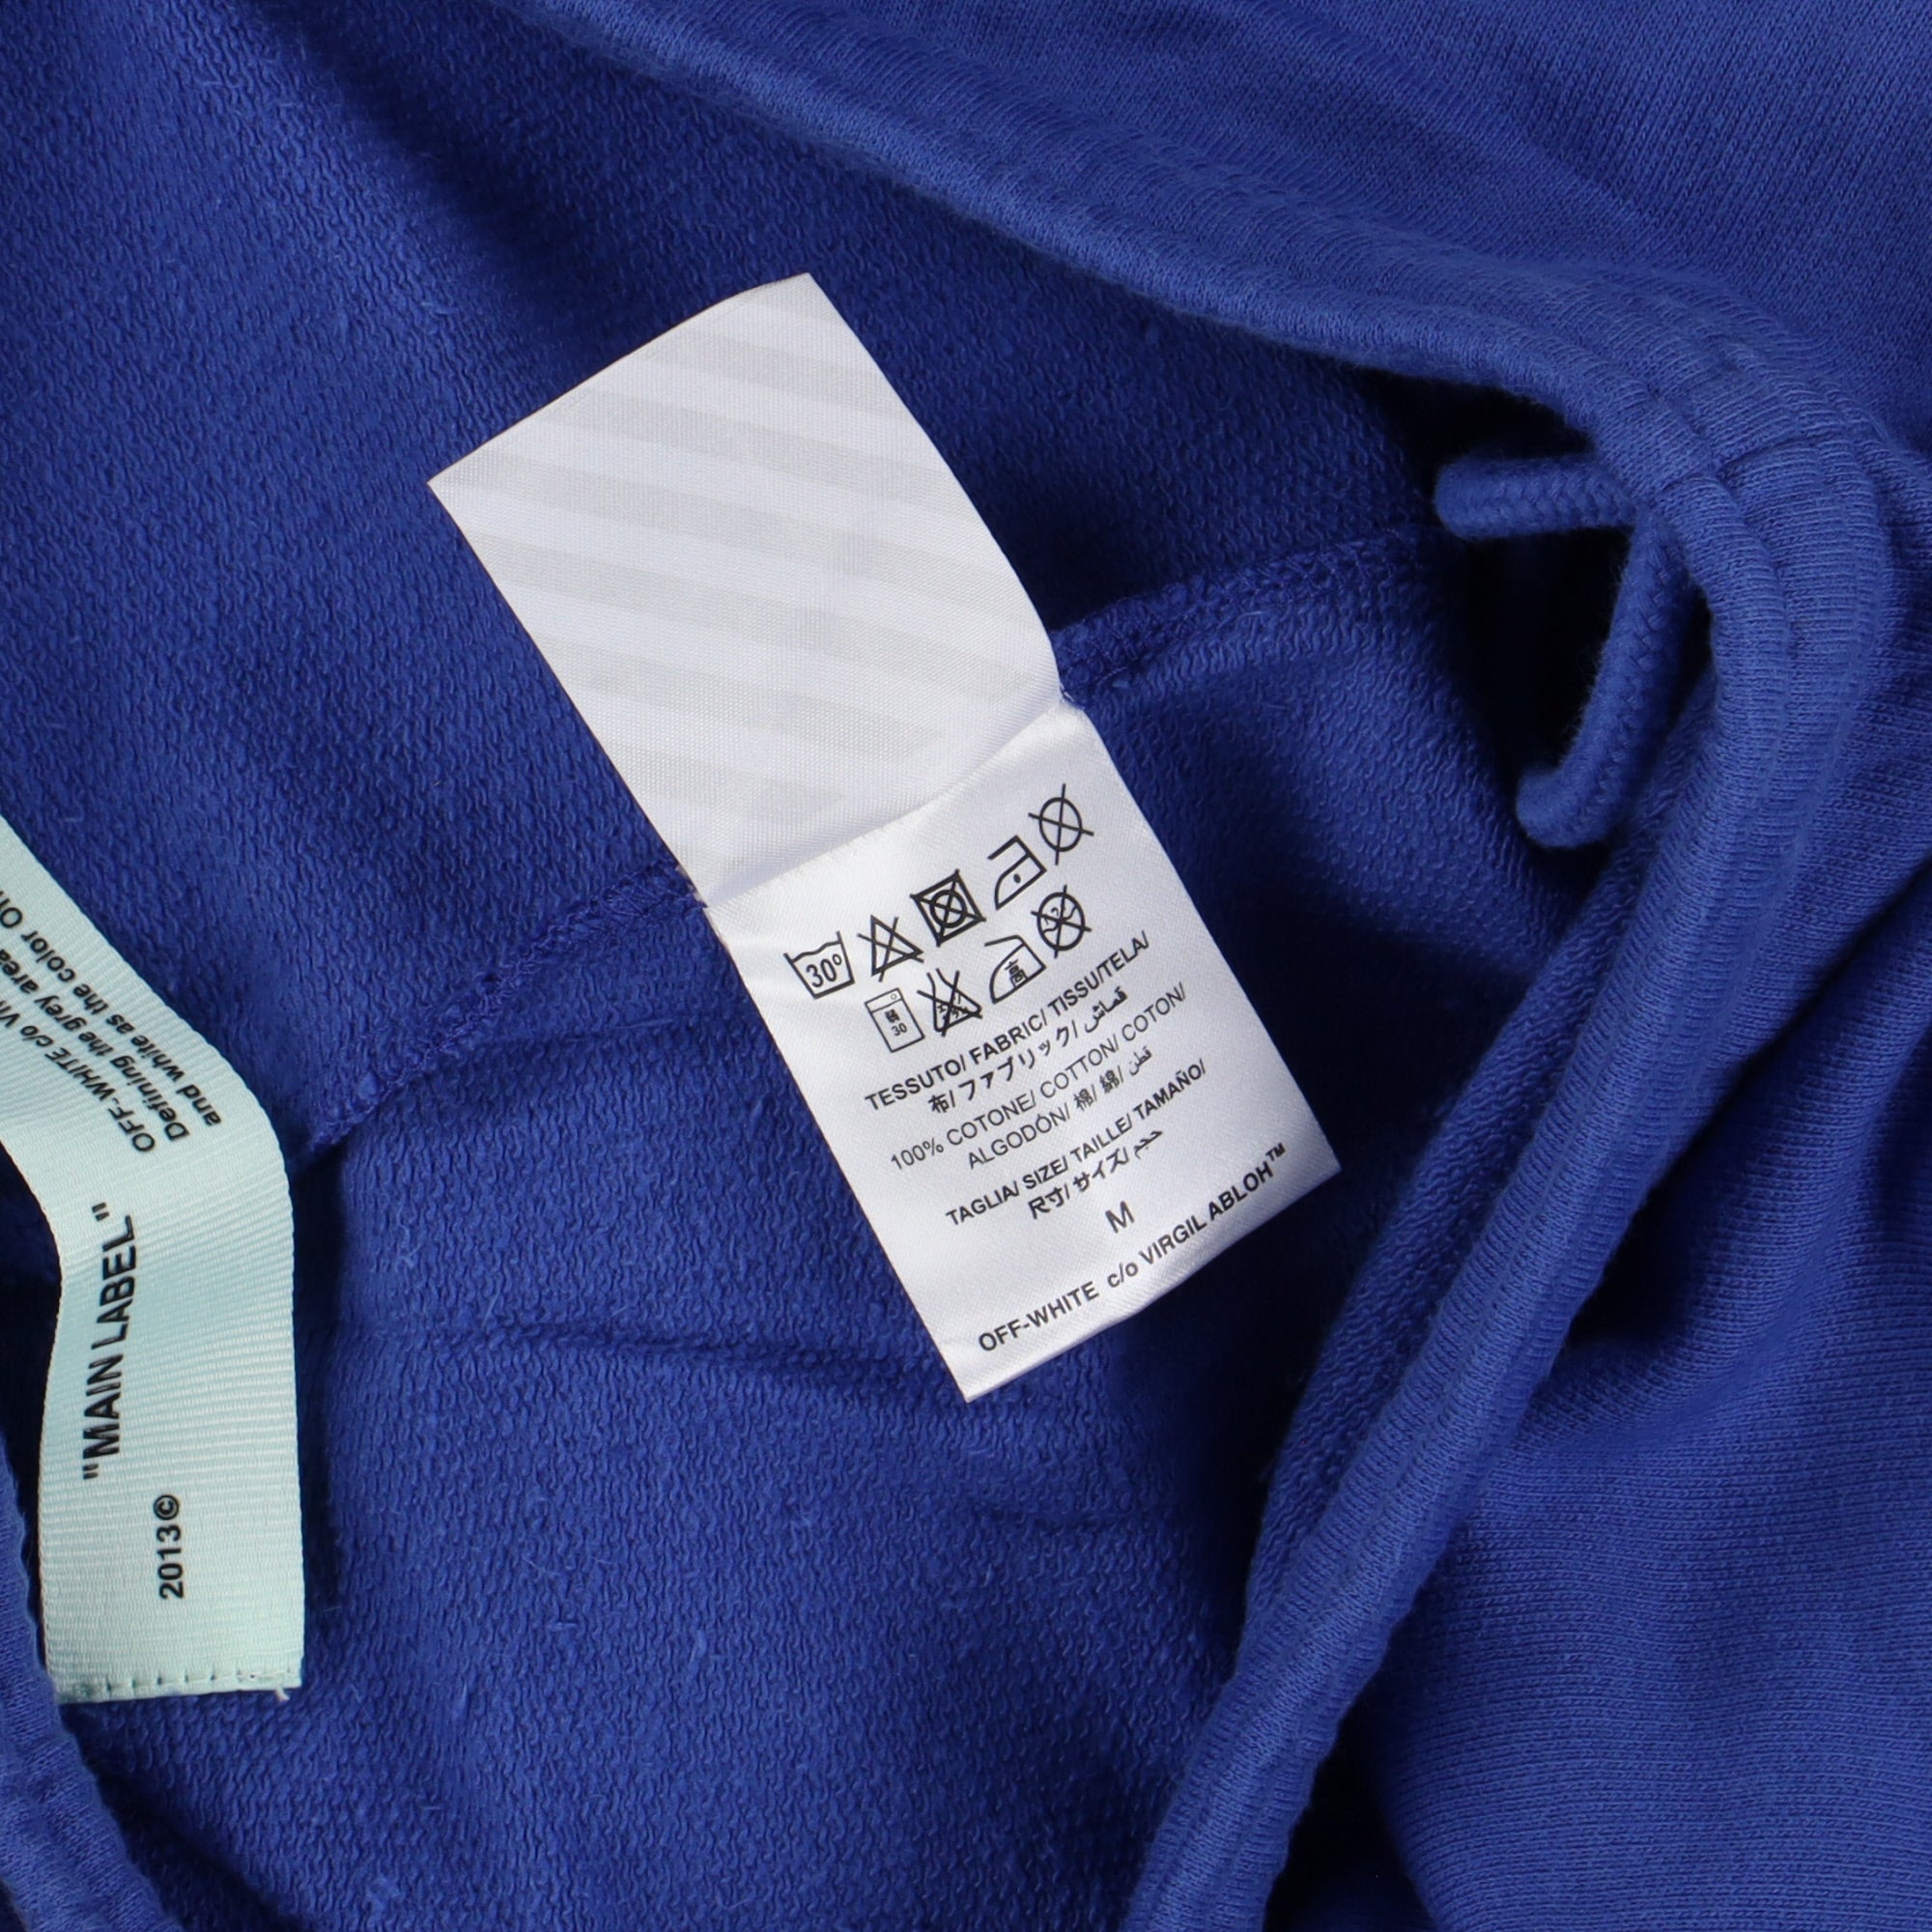 30°
弱
30
高
TESSUTO/ FABRIC/ TISSU/TELA/
布/ファブリック/ قماش/
100% COTONE/ COTTON/ COTON/
ALGODÓN/ 棉/ 綿/ قطن
TAGLIA/ SIZE/ TAILLE/ TAMAÑO/
尺寸/ サイズ/ حجم
M
OFF-WHITE c/o VIRGIL ABLOH™
OFF-WHITE c/o
Defining the grey area
and white as the color
"MAIN LABEL"
2013©